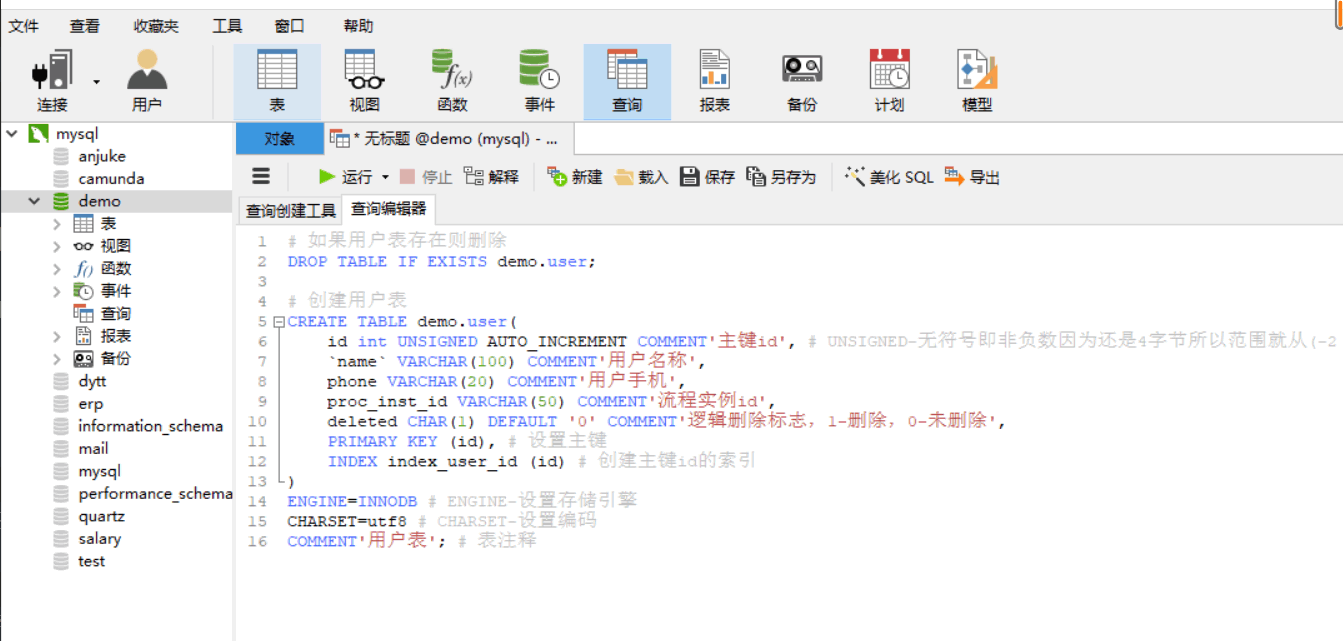 文件 查看 收藏夹 工具 窗口 帮助
连接 用户 表 视图 函数 事件 查询 报表 备份 计划 模型
mysql
anjuke
camunda
demo
表
视图
函数
事件
查询
报表
备份
dytt
erp
information_schema
mail
mysql
performance_schema
quartz
salary
test
对象 * 无标题 @demo (mysql) - ...
运行 停止 解释 新建 载入 保存 另存为 美化 SQL 导出
查询创建工具 查询编辑器
1 # 如果用户表存在则删除
2 DROP TABLE IF EXISTS demo.user;
3
4 # 创建用户表
5 CREATE TABLE demo.user(
6 id int UNSIGNED AUTO_INCREMENT COMMENT'主键id', # UNSIGNED-无符号即非负数因为还是4字节所以范围就从(-2
7 `name` VARCHAR(100) COMMENT'用户名称',
8 phone VARCHAR(20) COMMENT'用户手机',
9 proc_inst_id VARCHAR(50) COMMENT'流程实例id',
10 deleted CHAR(1) DEFAULT '0' COMMENT'逻辑删除标志，1-删除，0-未删除',
11 PRIMARY KEY (id), # 设置主键
12 INDEX index_user_id (id) # 创建主键id的索引
13 )
14 ENGINE=INNODB # ENGINE-设置存储引擎
15 CHARSET=utf8 # CHARSET-设置编码
16 COMMENT'用户表'; # 表注释